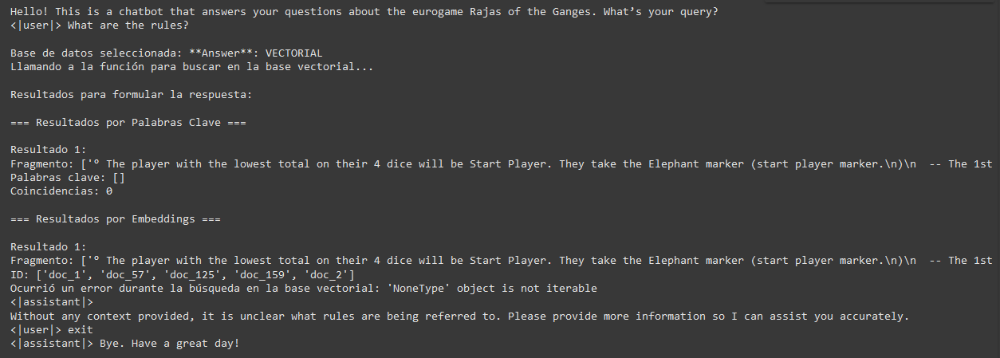 Hello! This is a chatbot that answers your questions about the eurogame Rajas of the Ganges. What’s your query?
<|user|> What are the rules?
Base de datos seleccionada: **Answer**: VECTORIAL
Llamando a la función para buscar en la base vectorial...
Resultados para formular la respuesta:
=== Resultados por Palabras Clave ===
Resultado 1:
Fragmento: ['º The player with the lowest total on their 4 dice will be Start Player. They take the Elephant marker (start player marker.\n)\n  -- The 1st
Palabras clave: []
Coincidencias: 0
=== Resultados por Embeddings ===
Resultado 1:
Fragmento: ['º The player with the lowest total on their 4 dice will be Start Player. They take the Elephant marker (start player marker.\n)\n  -- The 1st
ID: ['doc_1', 'doc_57', 'doc_125', 'doc_159', 'doc_2']
Ocurrió un error durante la búsqueda en la base vectorial: 'NoneType' object is not iterable
<|assistant|>
Without any context provided, it is unclear what rules are being referred to. Please provide more information so I can assist you accurately.
<|user|> exit
<|assistant|> Bye. Have a great day!